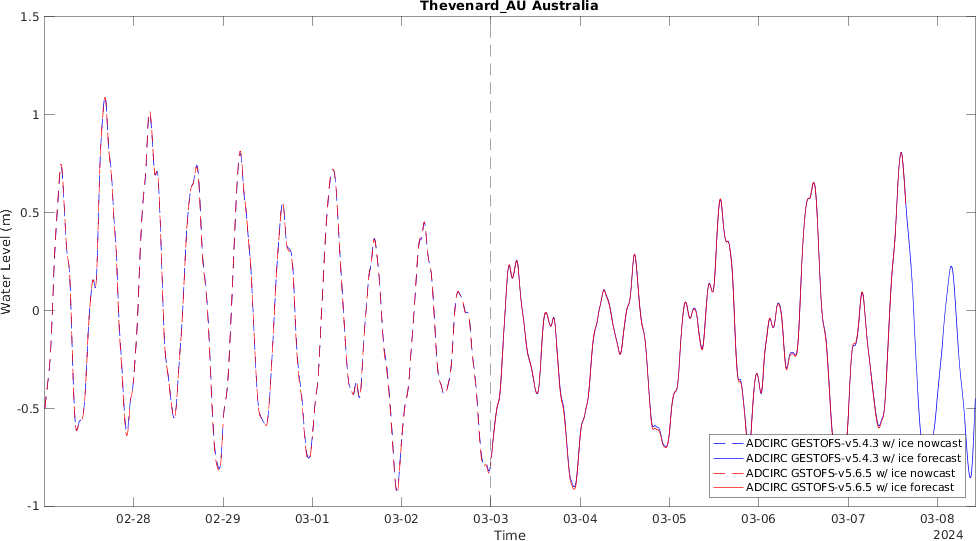 Thevenard_AU Australia
1.5
1
0.5
0
-0.5
-1
Water Level (m)
ADCIRC GESTOFS-v5.4.3 w/ ice nowcast
ADCIRC GESTOFS-v5.4.3 w/ ice forecast
ADCIRC GSTOFS-v5.6.5 w/ ice nowcast
ADCIRC GSTOFS-v5.6.5 w/ ice forecast
02-28 02-29 03-01 03-02 03-03 03-04 03-05 03-06 03-07 03-08
Time
2024